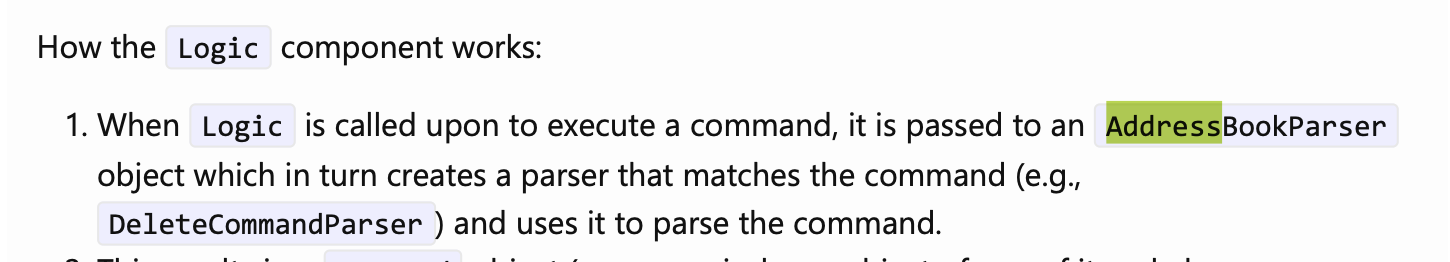 How the Logic component works:
1. When Logic is called upon to execute a command, it is passed to an AddressBookParser
object which in turn creates a parser that matches the command (e.g.,
DeleteCommandParser) and uses it to parse the command.